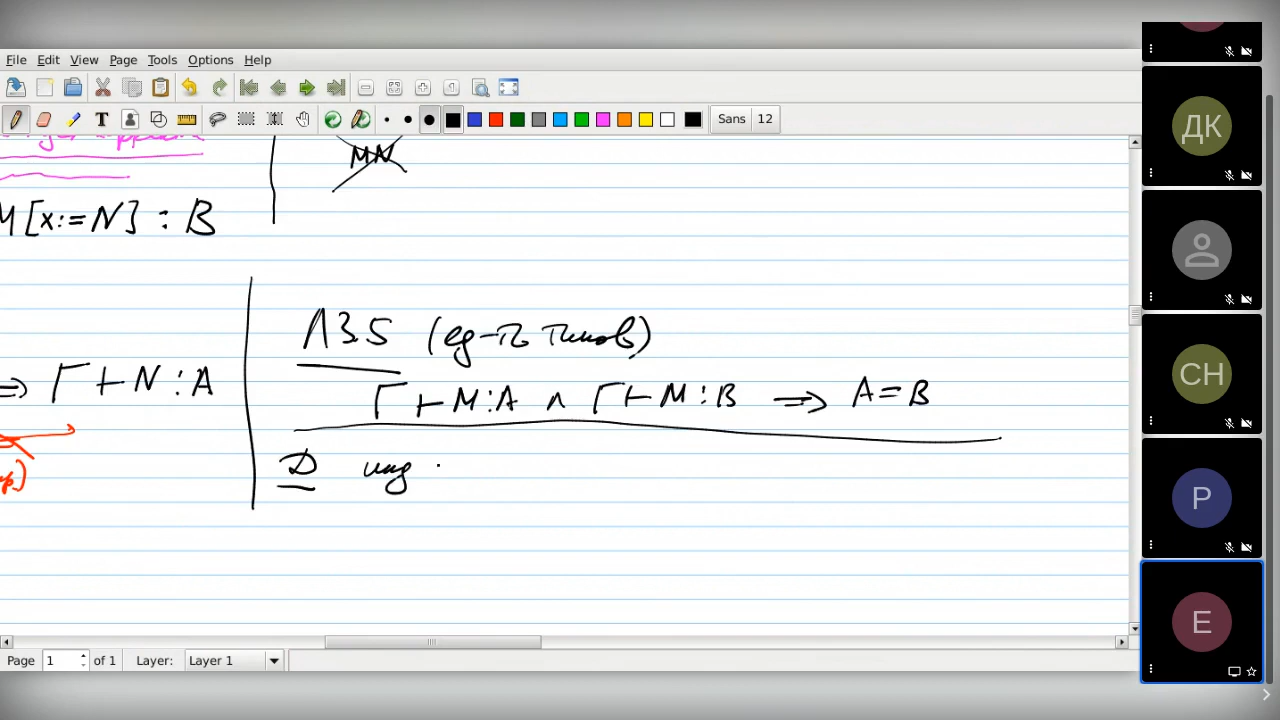 File Edit View Page Tools Options Help
Sans 12
MN
M[x:=N] : B
Л3.5 (ед-ть типов)
⇒ Γ ⊢ N : A
Γ ⊢ M : A ∧ Γ ⊢ M : B ⇒ A = B
D инд
Page 1 of 1 Layer: Layer 1
ДК
СН
Р
Е